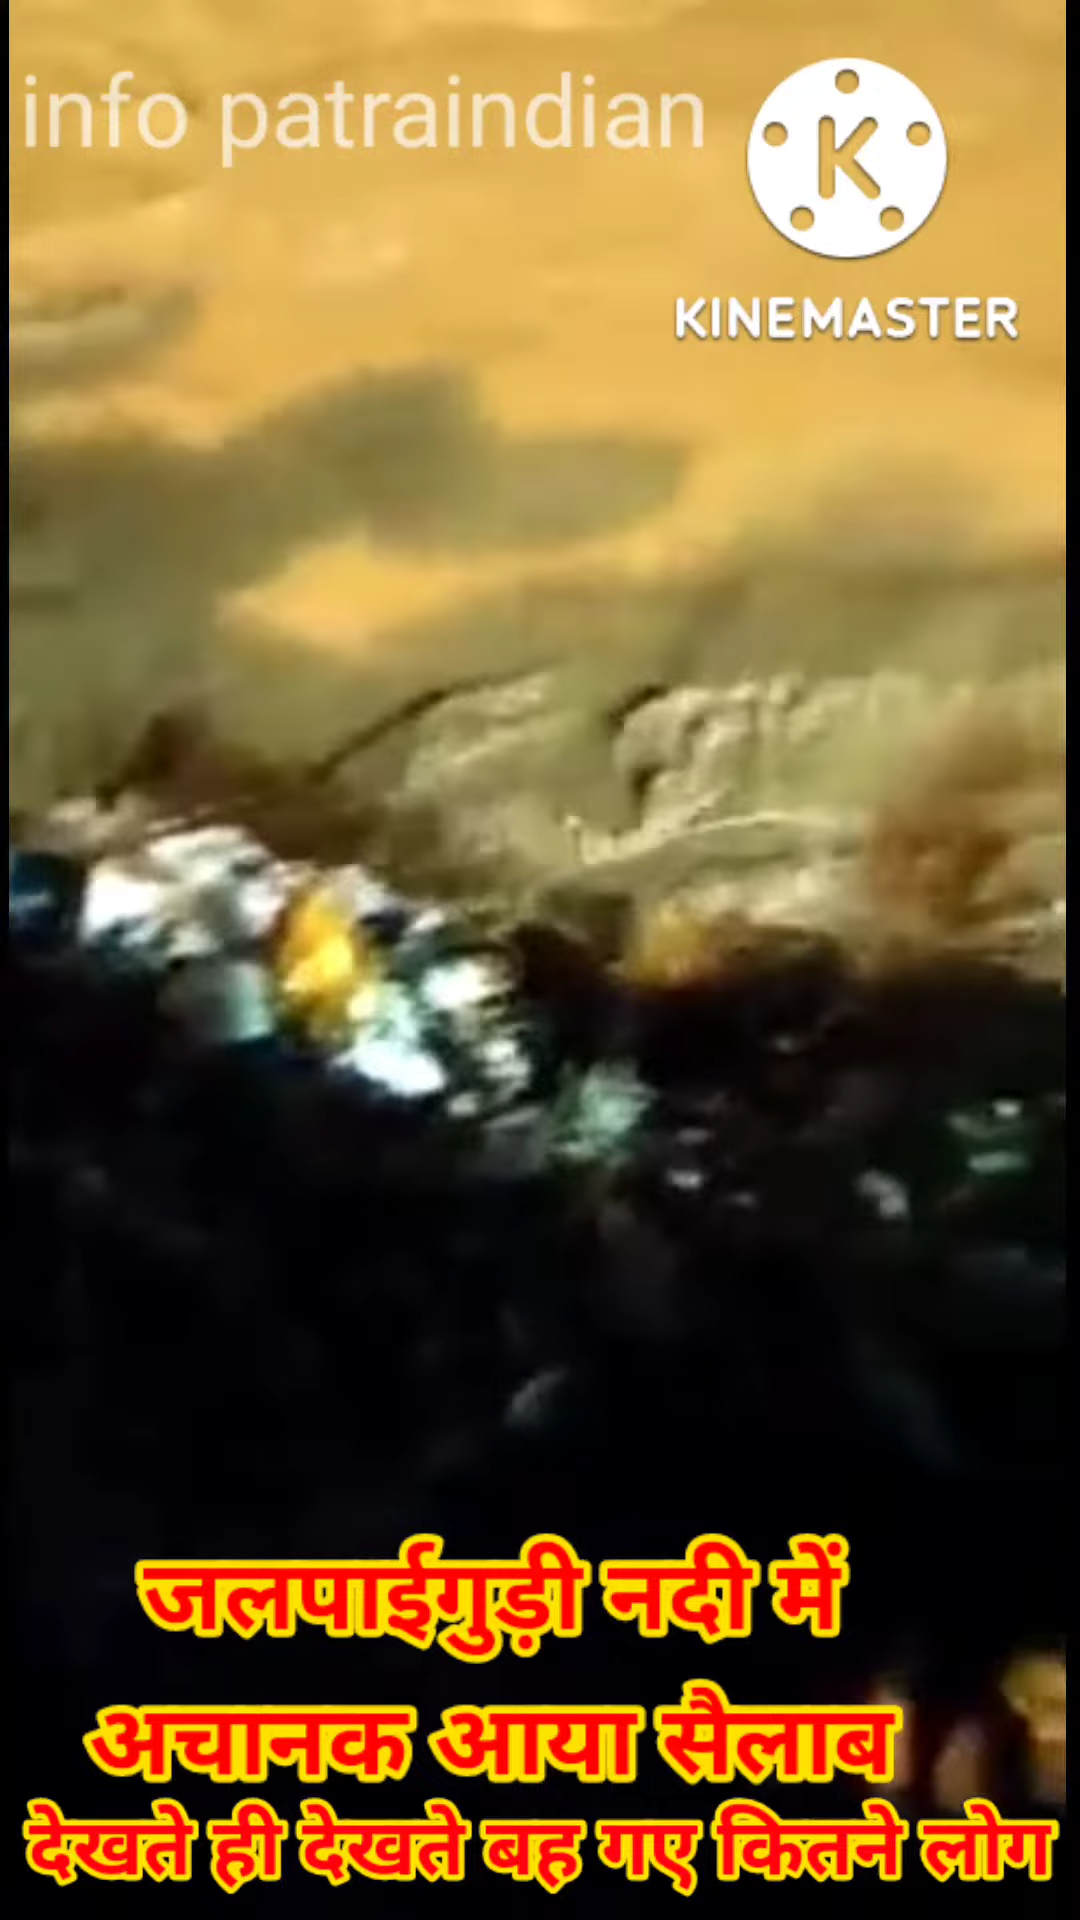 info patraindian
K
KINEMASTER
जलपाईगुड़ी नदी में
अचानक आया सैलाब
देखते ही देखते बह गए कितने लोग